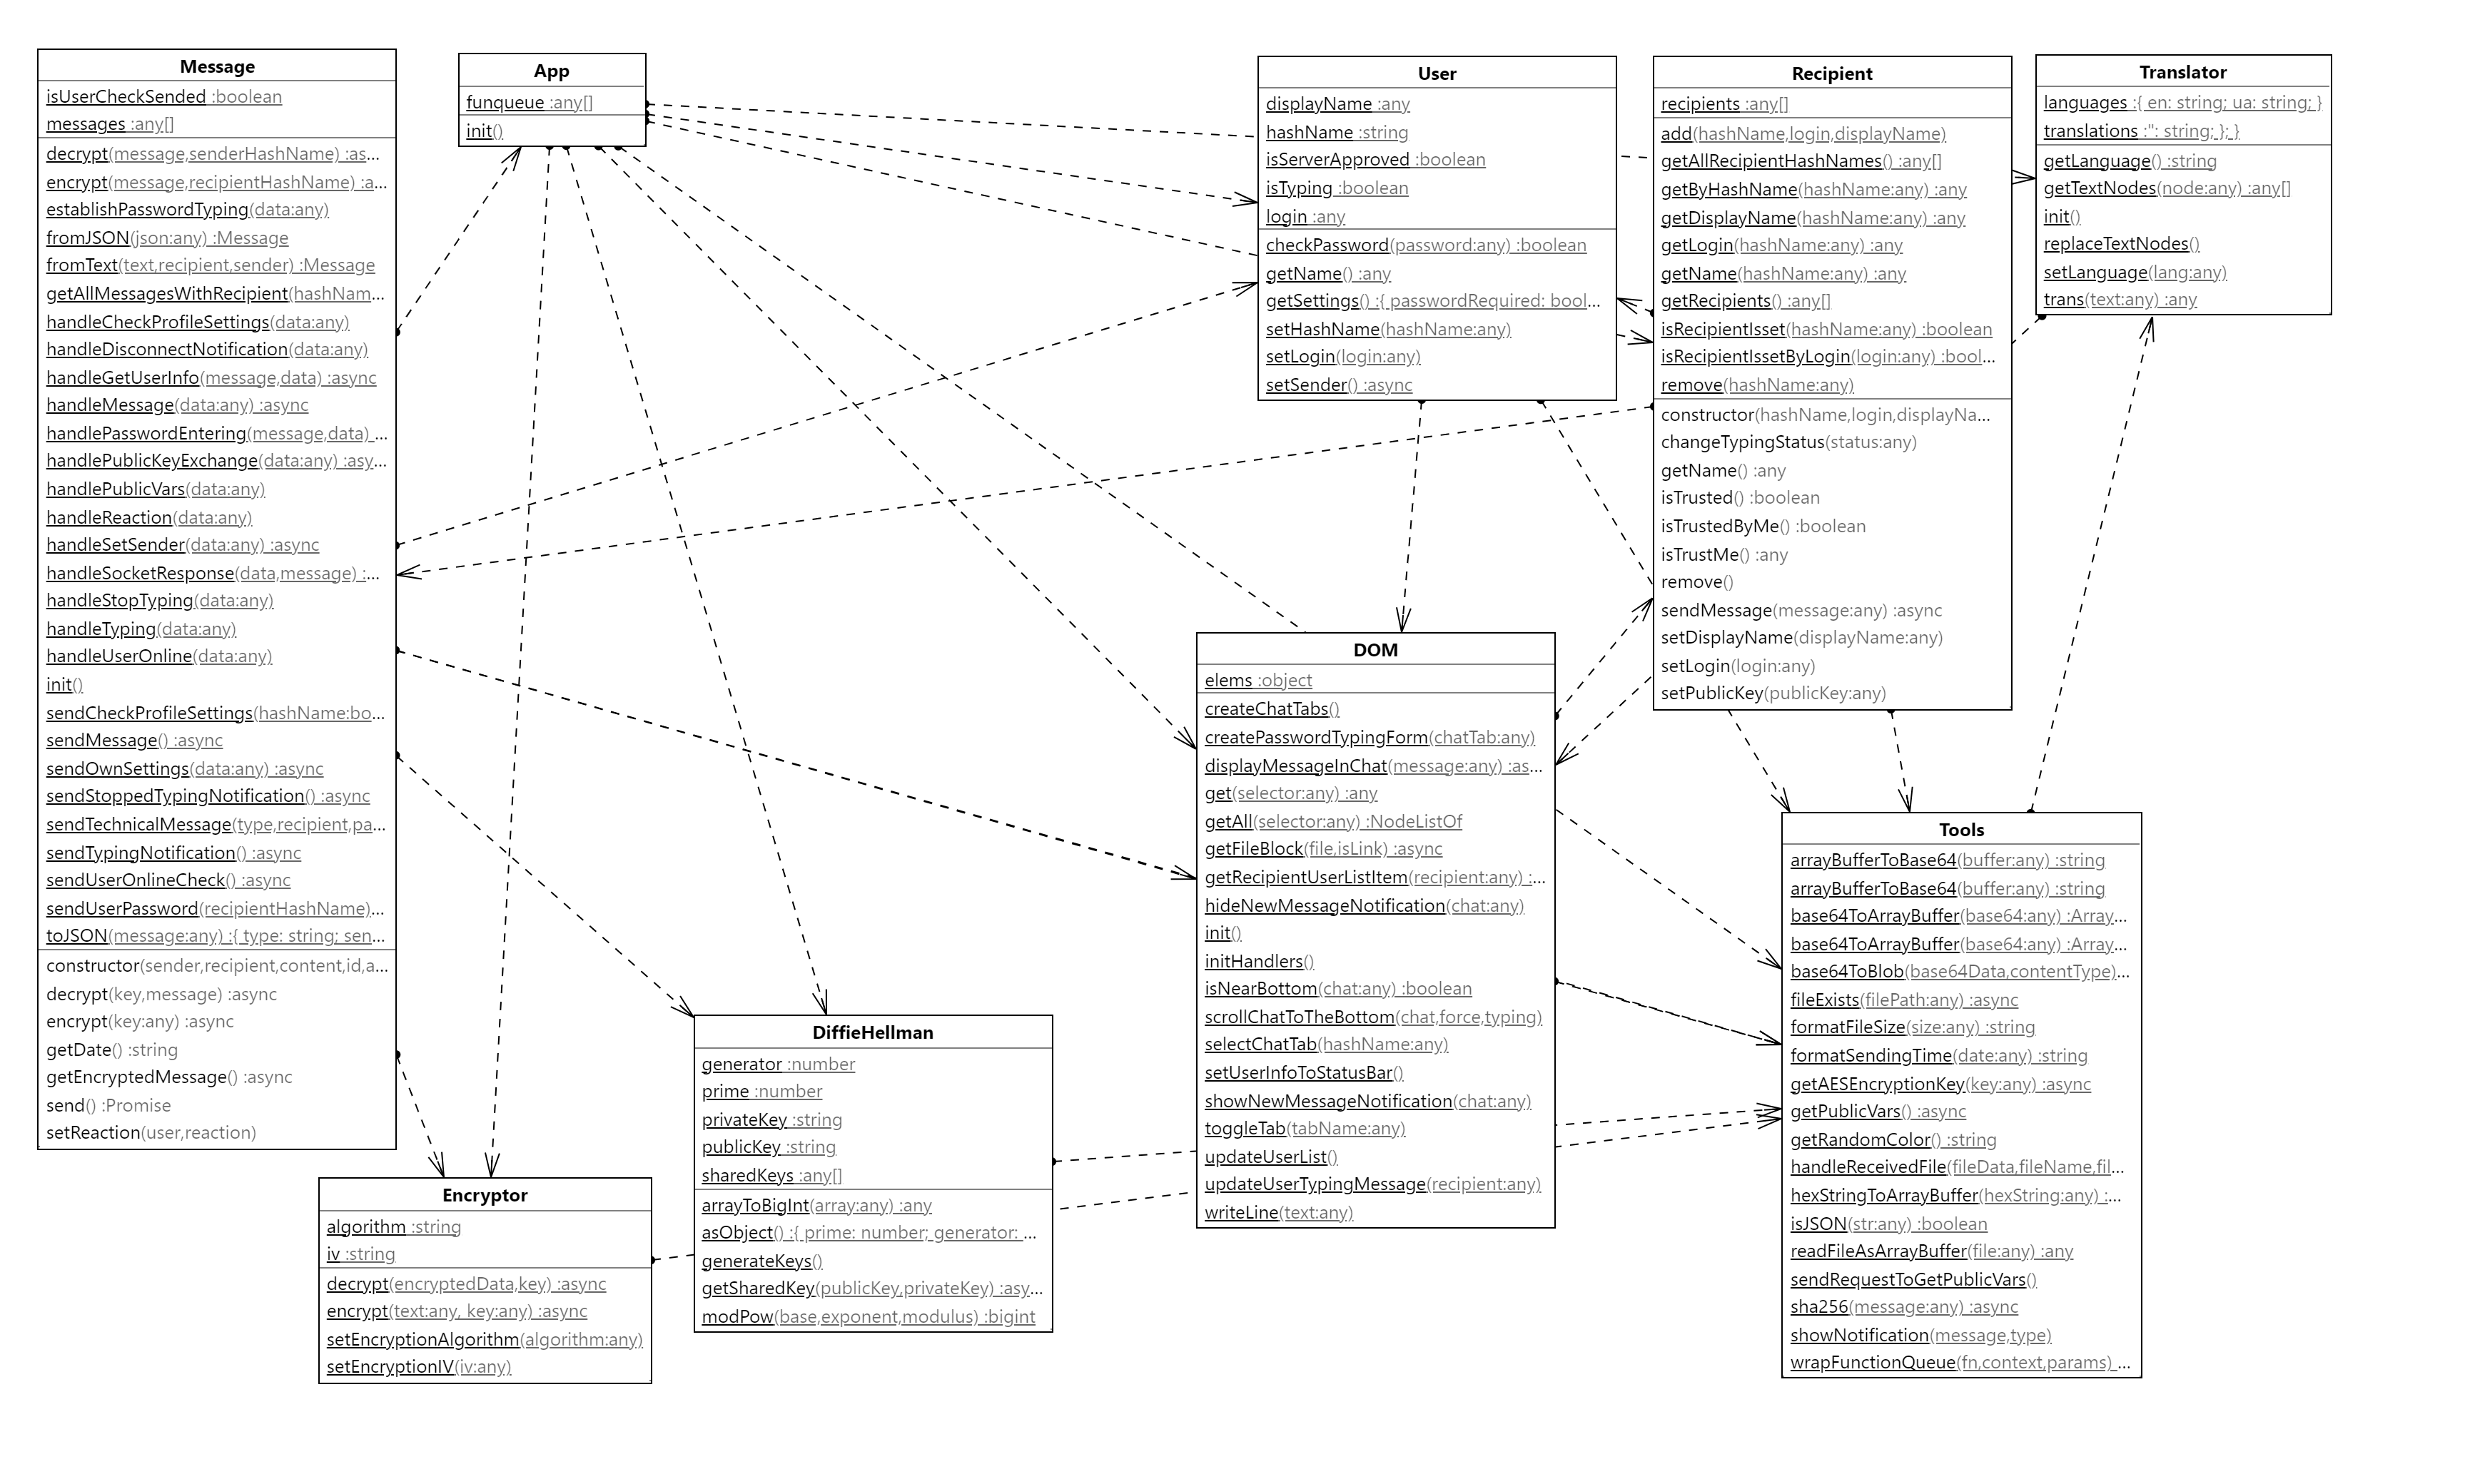 Message
isUserCheckSended :boolean
messages :any[]
decrypt(message,senderHashName) :as...
encrypt(message,recipientHashName) :a...
establishPasswordTyping(data:any)
fromJSON(json:any) :Message
fromText(text,recipient,sender) :Message
getAllMessagesWithRecipient(hashNam...
handleCheckProfileSettings(data:any)
handleDisconnectNotification(data:any)
handleGetUserInfo(message,data) :async
handleMessage(data:any) :async
handlePasswordEntering(message,data) ...
handlePublicKeyExchange(data:any) :asy...
handlePublicVars(data:any)
handleReaction(data:any)
handleSetSender(data:any) :async
handleSocketResponse(data,message) :...
handleStopTyping(data:any)
handleTyping(data:any)
handleUserOnline(data:any)
init()
sendCheckProfileSettings(hashName:bo...
sendMessage() :async
sendOwnSettings(data:any) :async
sendStoppedTypingNotification() :async
sendTechnicalMessage(type,recipient,pa...
sendTypingNotification() :async
sendUserOnlineCheck() :async
sendUserPassword(recipientHashName)...
toJSON(message:any) :{ type: string; sen...
constructor(sender,recipient,content,id,a...
decrypt(key,message) :async
encrypt(key:any) :async
getDate() :string
getEncryptedMessage() :async
send() :Promise
setReaction(user,reaction)
App
funqueue :any[]
init()
User
displayName :any
hashName :string
isServerApproved :boolean
isTyping :boolean
login :any
checkPassword(password:any) :boolean
getName() :any
getSettings() :{ passwordRequired: bool...
setHashName(hashName:any)
setLogin(login:any)
setSender() :async
Recipient
recipients :any[]
add(hashName,login,displayName)
getAllRecipientHashNames() :any[]
getByHashName(hashName:any) :any
getDisplayName(hashName:any) :any
getLogin(hashName:any) :any
getName(hashName:any) :any
getRecipients() :any[]
isRecipientIsset(hashName:any) :boolean
isRecipientIssetByLogin(login:any) :bool...
remove(hashName:any)
constructor(hashName,login,displayNa...
changeTypingStatus(status:any)
getName() :any
isTrusted() :boolean
isTrustedByMe() :boolean
isTrustMe() :any
remove()
sendMessage(message:any) :async
setDisplayName(displayName:any)
setLogin(login:any)
setPublicKey(publicKey:any)
Translator
languages :{ en: string; ua: string; }
translations :": string; }; }
getLanguage() :string
getTextNodes(node:any) :any[]
init()
replaceTextNodes()
setLanguage(lang:any)
trans(text:any) :any
DOM
elems :object
createChatTabs()
createPasswordTypingForm(chatTab:any)
displayMessageInChat(message:any) :as...
get(selector:any) :any
getAll(selector:any) :NodeListOf
getFileBlock(file,isLink) :async
getRecipientUserListItem(recipient:any) :...
hideNewMessageNotification(chat:any)
init()
initHandlers()
isNearBottom(chat:any) :boolean
scrollChatToTheBottom(chat,force,typing)
selectChatTab(hashName:any)
setUserInfoToStatusBar()
showNewMessageNotification(chat:any)
toggleTab(tabName:any)
updateUserList()
updateUserTypingMessage(recipient:any)
writeLine(text:any)
Tools
arrayBufferToBase64(buffer:any) :string
arrayBufferToBase64(buffer:any) :string
base64ToArrayBuffer(base64:any) :Array...
base64ToArrayBuffer(base64:any) :Array...
base64ToBlob(base64Data,contentType)...
fileExists(filePath:any) :async
formatFileSize(size:any) :string
formatSendingTime(date:any) :string
getAESEncryptionKey(key:any) :async
getPublicVars() :async
getRandomColor() :string
handleReceivedFile(fileData,fileName,fil...
hexStringToArrayBuffer(hexString:any) :...
isJSON(str:any) :boolean
readFileAsArrayBuffer(file:any) :any
sendRequestToGetPublicVars()
sha256(message:any) :async
showNotification(message,type)
wrapFunctionQueue(fn,context,params) ...
DiffieHellman
generator :number
prime :number
privateKey :string
publicKey :string
sharedKeys :any[]
arrayToBigInt(array:any) :any
asObject() :{ prime: number; generator: ...
generateKeys()
getSharedKey(publicKey,privateKey) :asy...
modPow(base,exponent,modulus) :bigint
Encryptor
algorithm :string
iv :string
decrypt(encryptedData,key) :async
encrypt(text:any, key:any) :async
setEncryptionAlgorithm(algorithm:any)
setEncryptionIV(iv:any)